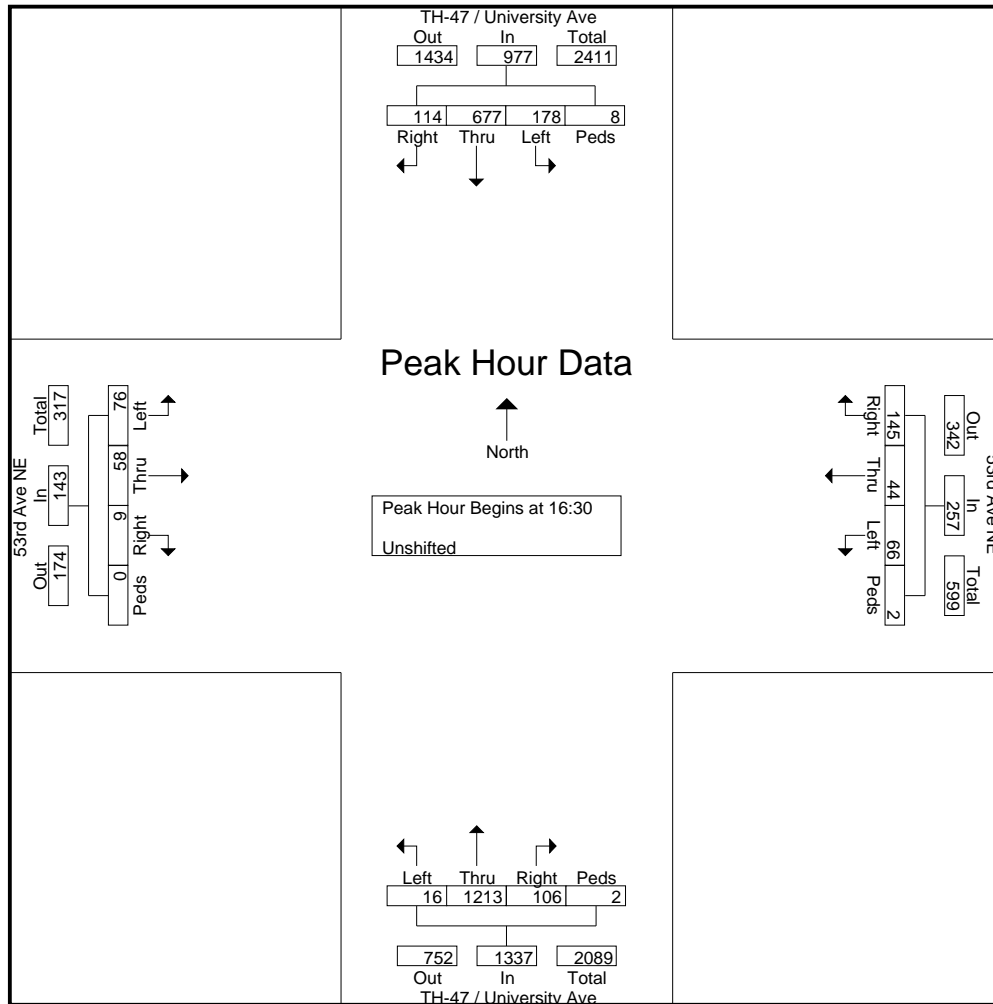 TH-47 / University Ave
Out In Total
1434 977 2411
114 677 178 8
Right Thru Left Peds
Peak Hour Data
North
Peak Hour Begins at 16:30
Unshifted
53rd Ave NE
Total In Out
317 143 174
76 58 9 0
Left Thru Right Peds
Right Thru Left Peds
145 44 66 2
Out In Total
342 257 599
53rd Ave NE
Left Thru Right Peds
16 1213 106 2
752 1337 2089
Out In Total
TH-47 / University Ave